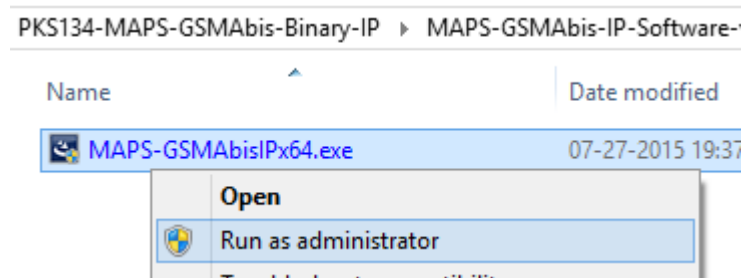 PKS134-MAPS-GSMAbis-Binary-IP ▸ MAPS-GSMAbis-IP-Software-
Name Date modified
MAPS-GSMAbisIPx64.exe 07-27-2015 19:37
Open
Run as administrator